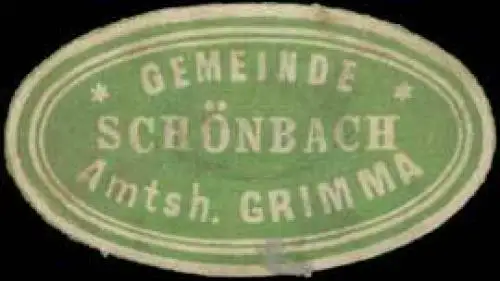 * GEMEINDE *
SCHÖNBACH
Amtsh. GRIMMA